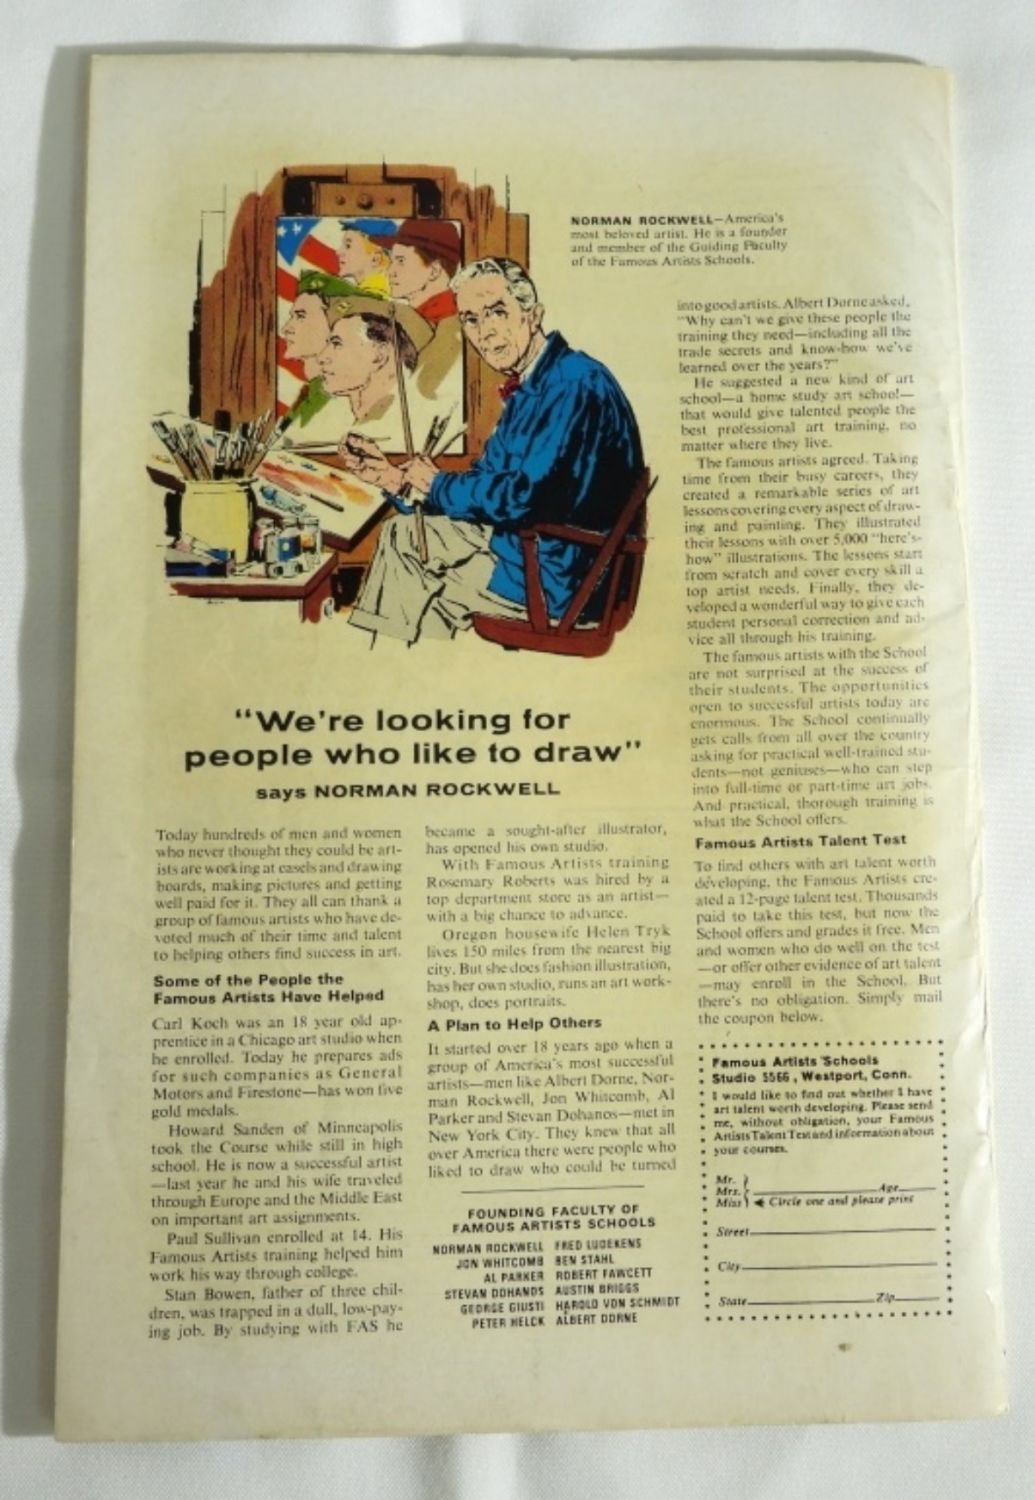 NORMAN ROCKWELL—America's
most beloved artist. He is a founder
and member of the Guiding Faculty
of the Famous Artists Schools.
"We're looking for
people who like to draw"
says NORMAN ROCKWELL
Today hundreds of men and women
who never thought they could be art-
ists are working at easels and drawing
boards, making pictures and getting
well paid for it. They all can thank a
group of famous artists who have de-
voted much of their time and talent
to helping others find success in art.
Some of the People the
Famous Artists Have Helped
Carl Koch was an 18 year old ap-
prentice in a Chicago art studio when
he enrolled. Today he prepares ads
for such companies as General
Motors and Firestone—has won five
gold medals.
Howard Sanden of Minneapolis
took the Course while still in high
school. He is now a successful artist
—last year he and his wife traveled
through Europe and the Middle East
on important art assignments.
Paul Sullivan enrolled at 14. His
Famous Artists training helped him
work his way through college.
Stan Bowen, father of three chil-
dren, was trapped in a dull, low-pay-
ing job. By studying with FAS he
became a sought-after illustrator,
has opened his own studio.
With Famous Artists training
Rosemary Roberts was hired by a
top department store as an artist—
with a big chance to advance.
Oregon housewife Helen Tryk
lives 150 miles from the nearest big
city. But she does fashion illustration,
has her own studio, runs an art work-
shop, does portraits.
A Plan to Help Others
It started over 18 years ago when a
group of America's most successful
artists—men like Albert Dorne, Nor-
man Rockwell, Jon Whitcomb, Al
Parker and Stevan Dohanos—met in
New York City. They knew that all
over America there were people who
liked to draw who could be turned
into good artists. Albert Dorne asked,
"Why can't we give these people the
training they need—including all the
trade secrets and know-how we've
learned over the years?"
He suggested a new kind of art
school—a home study art school—
that would give talented people the
best professional art training, no
matter where they live.
The famous artists agreed. Taking
time from their busy careers, they
created a remarkable series of art
lessons covering every aspect of draw-
ing and painting. They illustrated
their lessons with over 5,000 "here's-
how" illustrations. The lessons start
from scratch and cover every skill a
top artist needs. Finally, they de-
veloped a wonderful way to give each
student personal correction and ad-
vice all through his training.
The famous artists with the School
are not surprised at the success of
their students. The opportunities
open to successful artists today are
enormous. The School continually
gets calls from all over the country
asking for practical well-trained stu-
dents—not geniuses—who can step
into full-time or part-time art jobs.
And practical, thorough training is
what the School offers.
Famous Artists Talent Test
To find others with art talent worth
developing, the Famous Artists cre-
ated a 12-page talent test. Thousands
paid to take this test, but now the
School offers and grades it free. Men
and women who do well on the test
—or offer other evidence of art talent
—may enroll in the School. But
there's no obligation. Simply mail
the coupon below.
FOUNDING FACULTY OF
FAMOUS ARTISTS SCHOOLS
NORMAN ROCKWELL FRED LUDEKENS
JON WHITCOMB BEN STAHL
AL PARKER ROBERT FAWCETT
STEVAN DOHANOS AUSTIN BRIGGS
GEORGE GIUSTI HAROLD VON SCHMIDT
PETER HELCK ALBERT DORNE
Famous Artists Schools
Studio 5566, Westport, Conn.
I would like to find out whether I have
art talent worth developing. Please send
me, without obligation, your Famous
Artists Talent Test and information about
your courses.
Mr.
Mrs. Age
Miss Circle one and please print
Street
City
State Zip